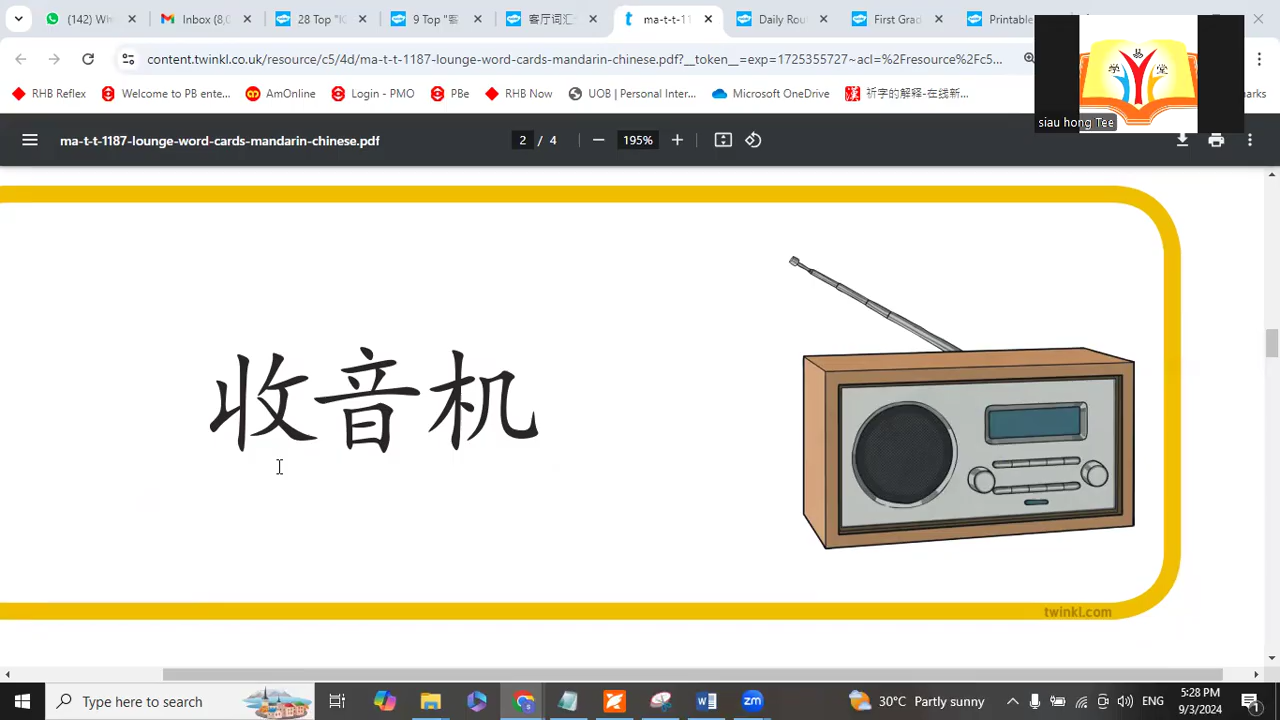 (142) Wh
Inbox (8,0
28 Top "K
9 Top "客
客厅词汇
ma-t-t-11
Daily Rou
First Grad
Printable
content.twinkl.co.uk/resource/c5/4d/ma-t-t-1187-lounge-word-cards-mandarin-chinese.pdf?__token__=exp=1725355727~acl=%2Fresource%2Fc5...
RHB Reflex
Welcome to PB ente...
AmOnline
Login - PMO
PBe
RHB Now
UOB | Personal Inter...
Microsoft OneDrive
祈字的解释-在线新...
学 堂
siau hong Tee
ma-t-t-1187-lounge-word-cards-mandarin-chinese.pdf
2 / 4
195%
收音机
twinkl.com
Type here to search
30°C Partly sunny
ENG
5:28 PM
9/3/2024